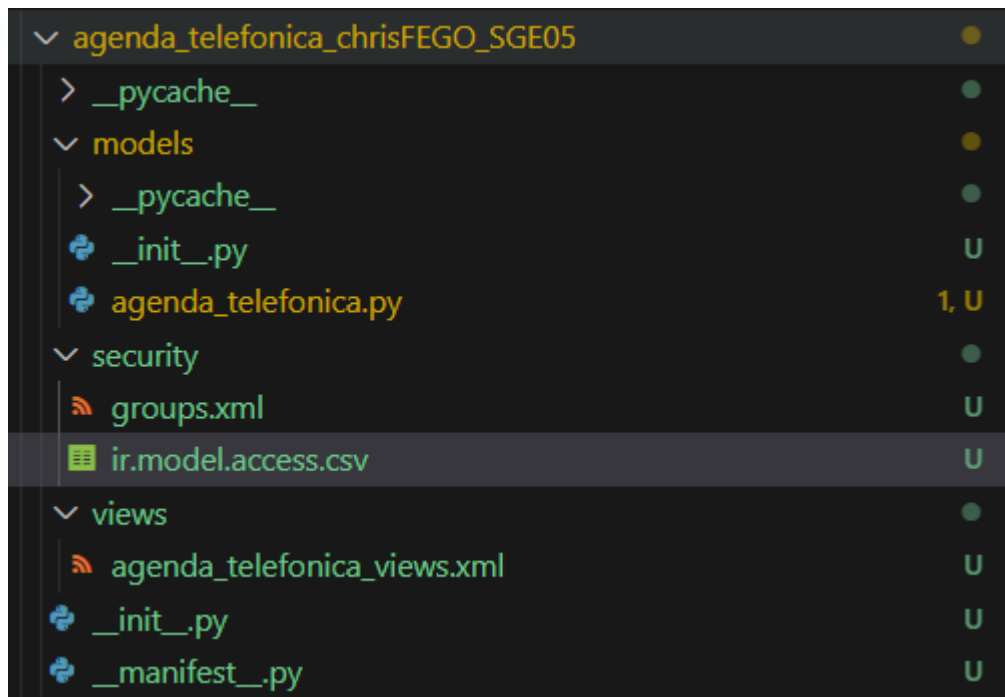 agenda_telefonica_chrisFEGO_SGE05
__pycache__
models
__pycache__
__init__.py
agenda_telefonica.py 1, U
security
groups.xml U
ir.model.access.csv U
views
agenda_telefonica_views.xml U
__init__.py U
__manifest__.py U